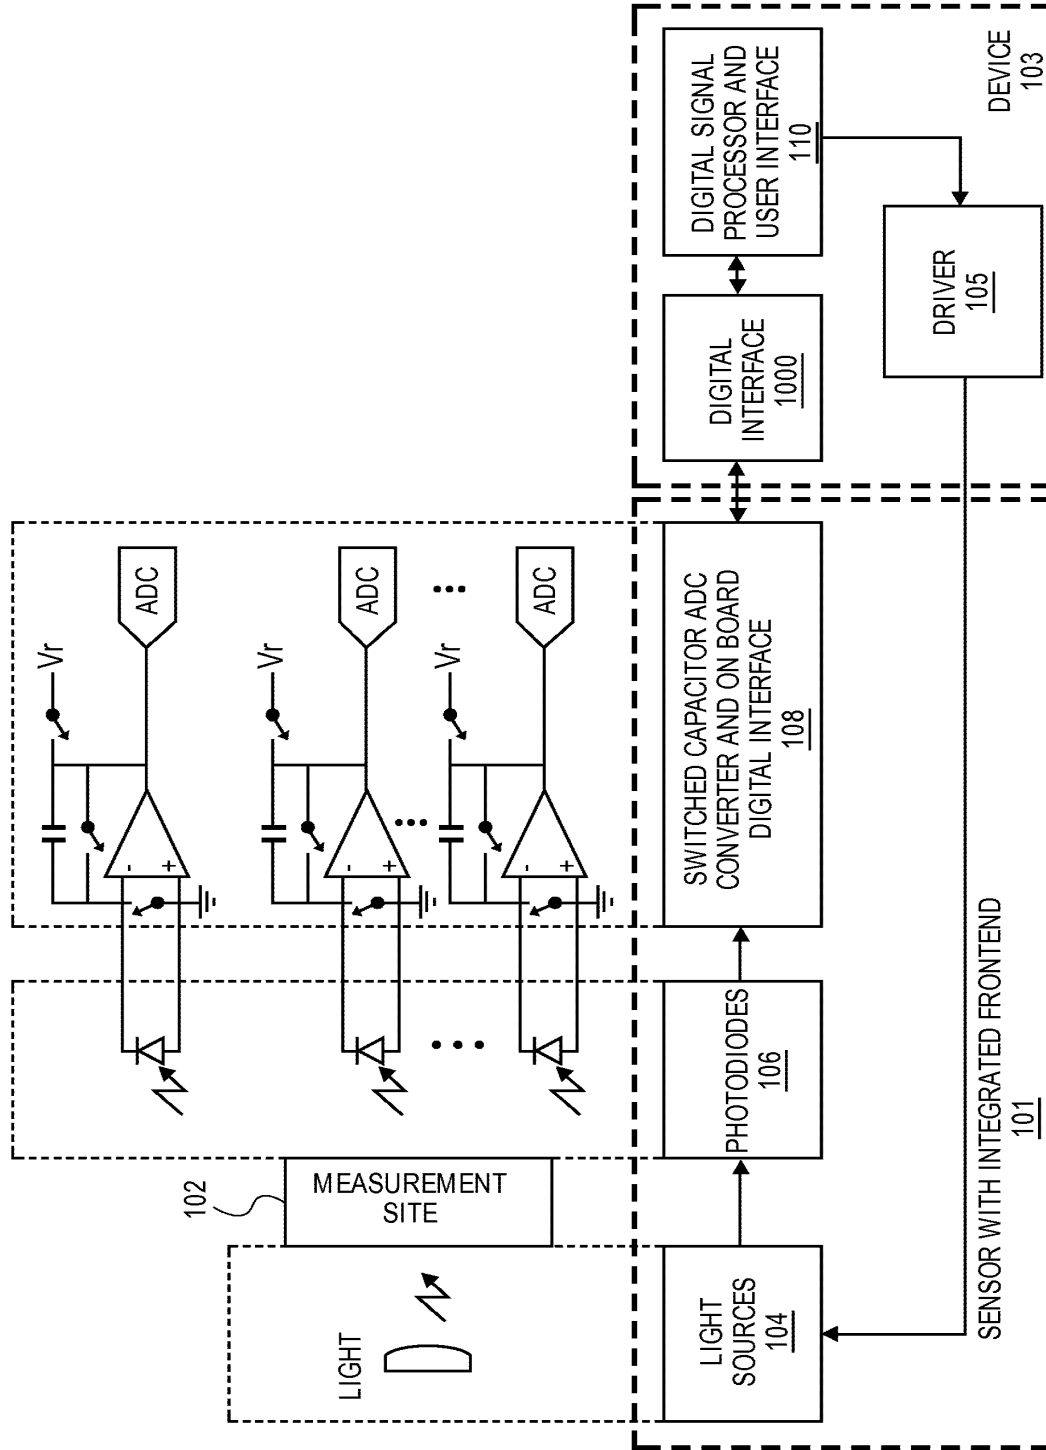 LIGHT
102
MEASUREMENT
SITE
-
+
Vr
ADC
-
+
Vr
ADC
-
+
Vr
ADC
LIGHT
SOURCES
104
PHOTODIODES
106
SWITCHED CAPACITOR ADC
CONVERTER AND ON BOARD
DIGITAL INTERFACE
108
DIGITAL
INTERFACE
1000
DIGITAL SIGNAL
PROCESSOR AND
USER INTERFACE
110
DRIVER
105
SENSOR WITH INTEGRATED FRONTEND
101
DEVICE
103